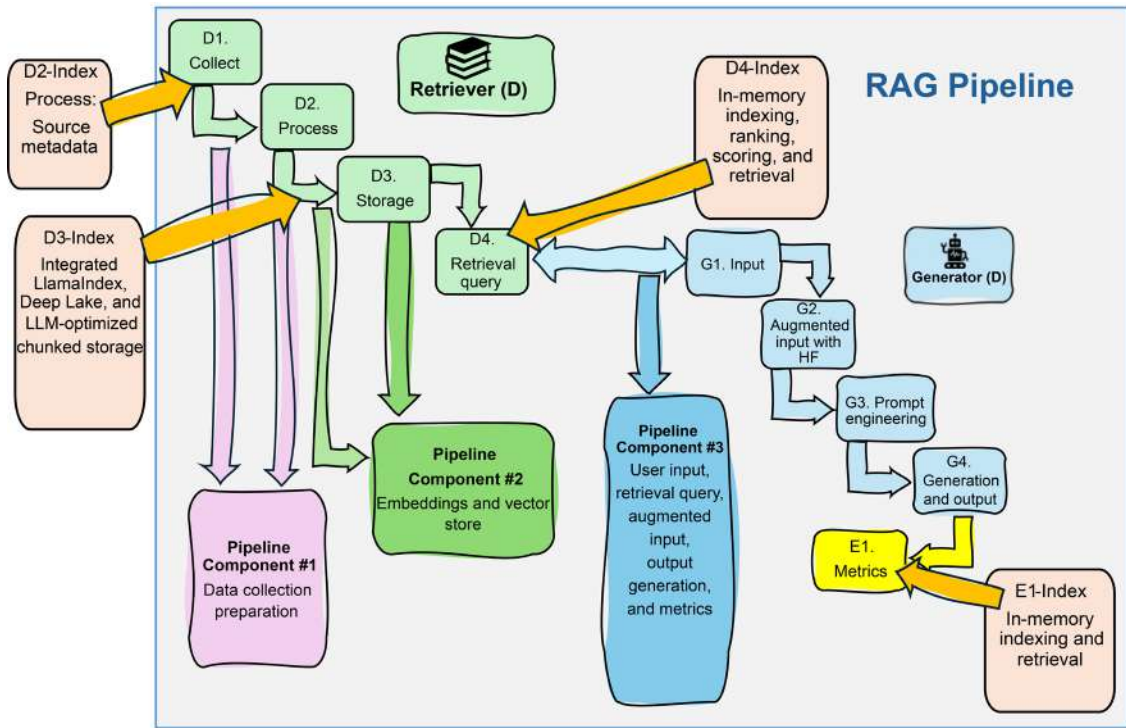 RAG Pipeline
D1.
Collect
Retriever (D)
D2-Index
Process:
Source
metadata
D2.
Process
D4-Index
In-memory
indexing,
ranking,
scoring, and
retrieval
D3.
Storage
D3-Index
Integrated
LlamaIndex,
Deep Lake, and
LLM-optimized
chunked storage
D4.
Retrieval
query
G1. Input
Generator (D)
G2.
Augmented
input with
HF
G3. Prompt
engineering
G4.
Generation
and output
Pipeline
Component #1
Data collection
preparation
Pipeline
Component #2
Embeddings and vector
store
Pipeline
Component #3
User input,
retrieval query,
augmented
input,
output
generation,
and metrics
E1.
Metrics
E1-Index
In-memory
indexing and
retrieval